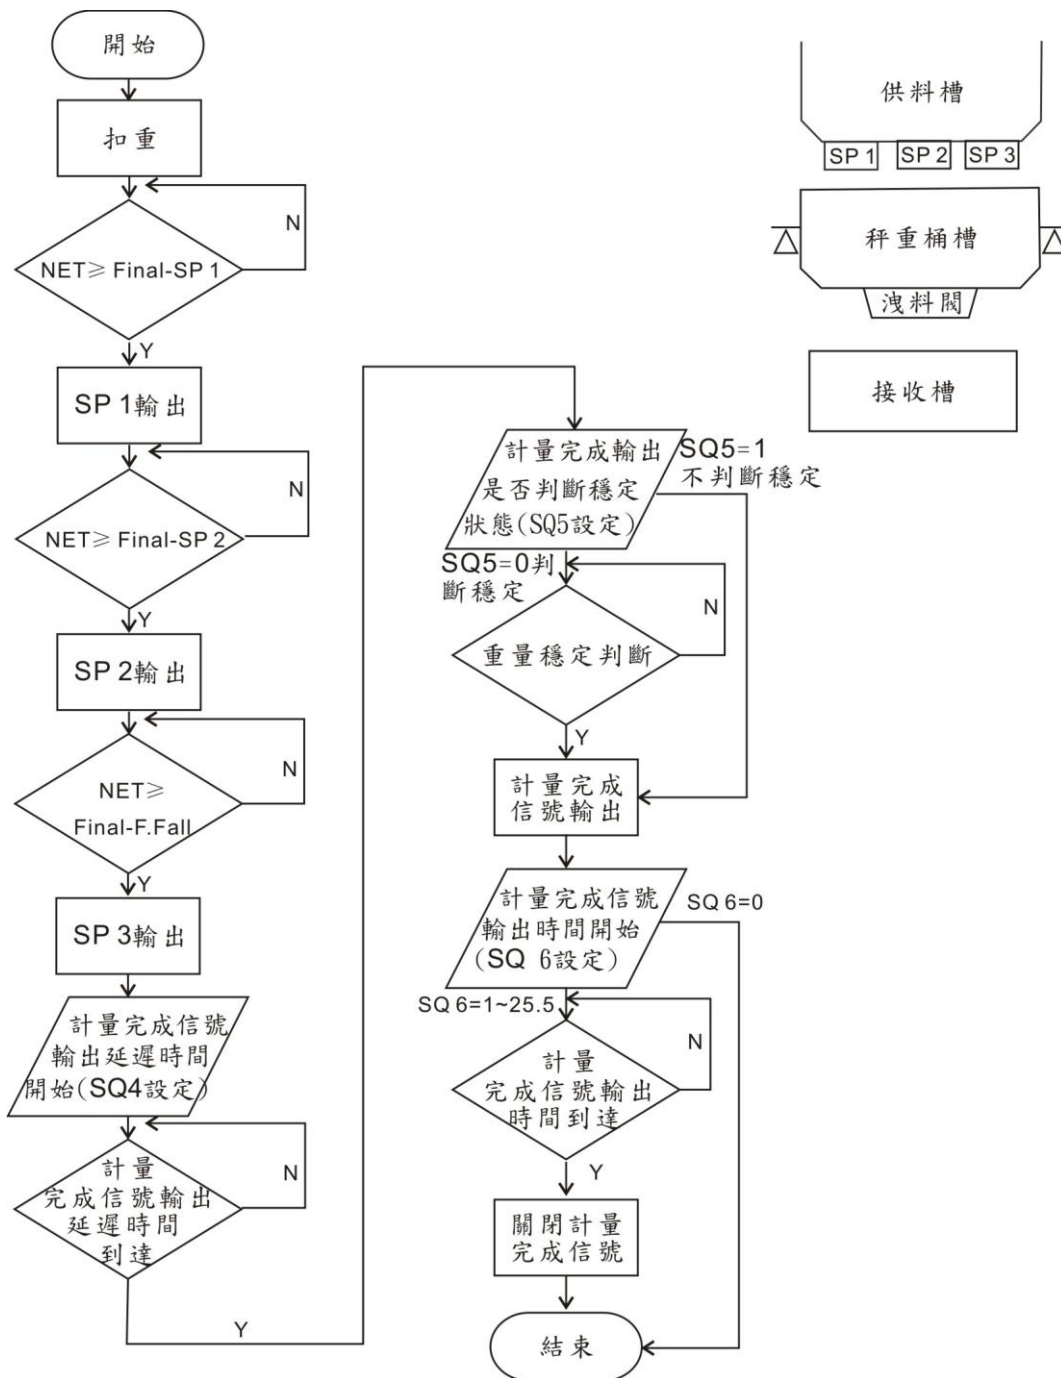 開始
扣重
N
NET≥ Final-SP 1
Y
SP 1輸出
N
NET≥ Final-SP 2
Y
SP 2輸出
N
NET≥
Final-F.Fall
Y
SP 3輸出
計量完成信號
輸出延遲時間
開始(SQ4設定)
計量
完成信號輸出
延遲時間
到達
N
Y
計量完成輸出
是否判斷穩定
狀態(SQ5設定)
SQ5=1
不判斷穩定
SQ5=0判
斷穩定
N
重量穩定判斷
Y
計量完成
信號輸出
計量完成信號
輸出時間開始
(SQ 6設定)
SQ 6=0
SQ 6=1~25.5
N
計量
完成信號輸出
時間到達
Y
關閉計量
完成信號
結束
供料槽
SP 1 SP 2 SP 3
秤重桶槽
洩料閥
接收槽